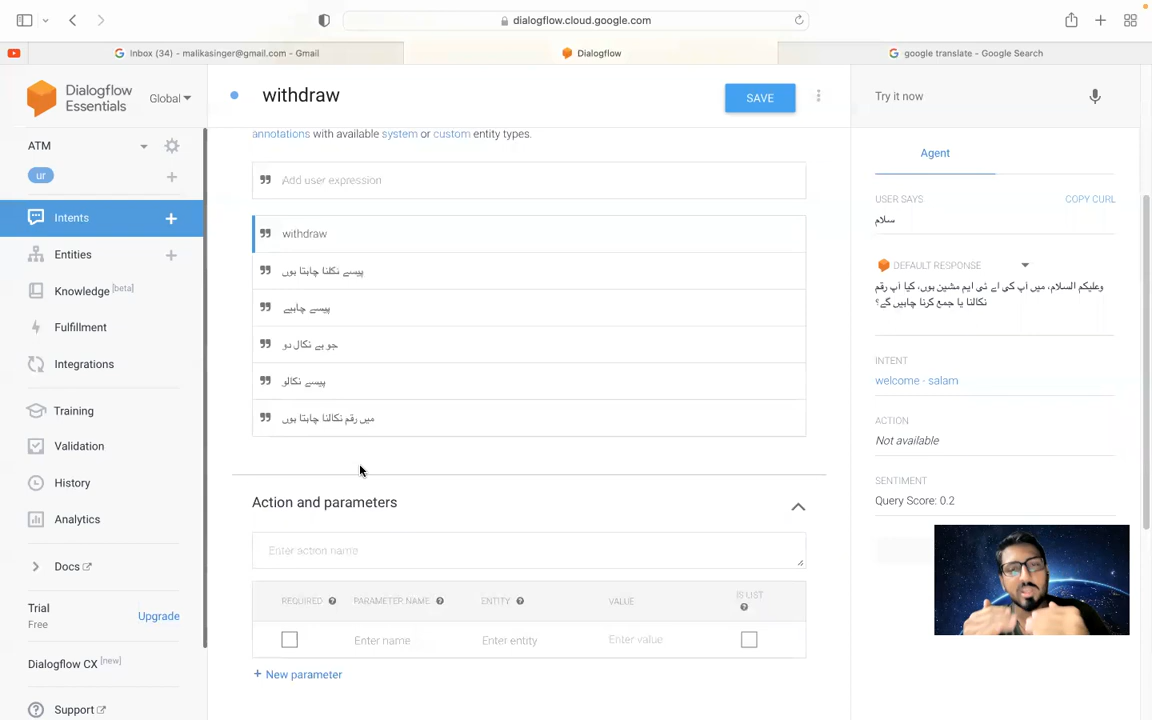 dialogflow.cloud.google.com
Inbox (34) - malikasinger@gmail.com - Gmail
Dialogflow
google translate - Google Search
Dialogflow
Essentials
Global
withdraw
SAVE
Try it now
annotations with available system or custom entity types.
ATM
ur
Add user expression
Agent
USER SAYS
COPY CURL
سلام
Intents
withdraw
Entities
پیسے نکلنا چاہتا ہوں
DEFAULT RESPONSE
وعلیکم السلام، میں آپ کی اے ٹی ایم مشین ہوں، کیا آپ رقم
نکالنا یا جمع کرنا چاہیں گے؟
Knowledge [beta]
پیسے چاہیے
Fulfillment
جو ہے نکال دو
Integrations
INTENT
پیسے نکالو
welcome - salam
Training
میں رقم نکالنا چاہتا ہوں
ACTION
Not available
Validation
History
SENTIMENT
Query Score: 0.2
Action and parameters
Analytics
Enter action name
Docs
REQUIRED
PARAMETER NAME
ENTITY
VALUE
IS LIST
Trial
Free
Upgrade
Enter name
Enter entity
Enter value
Dialogflow CX [new]
+ New parameter
Support